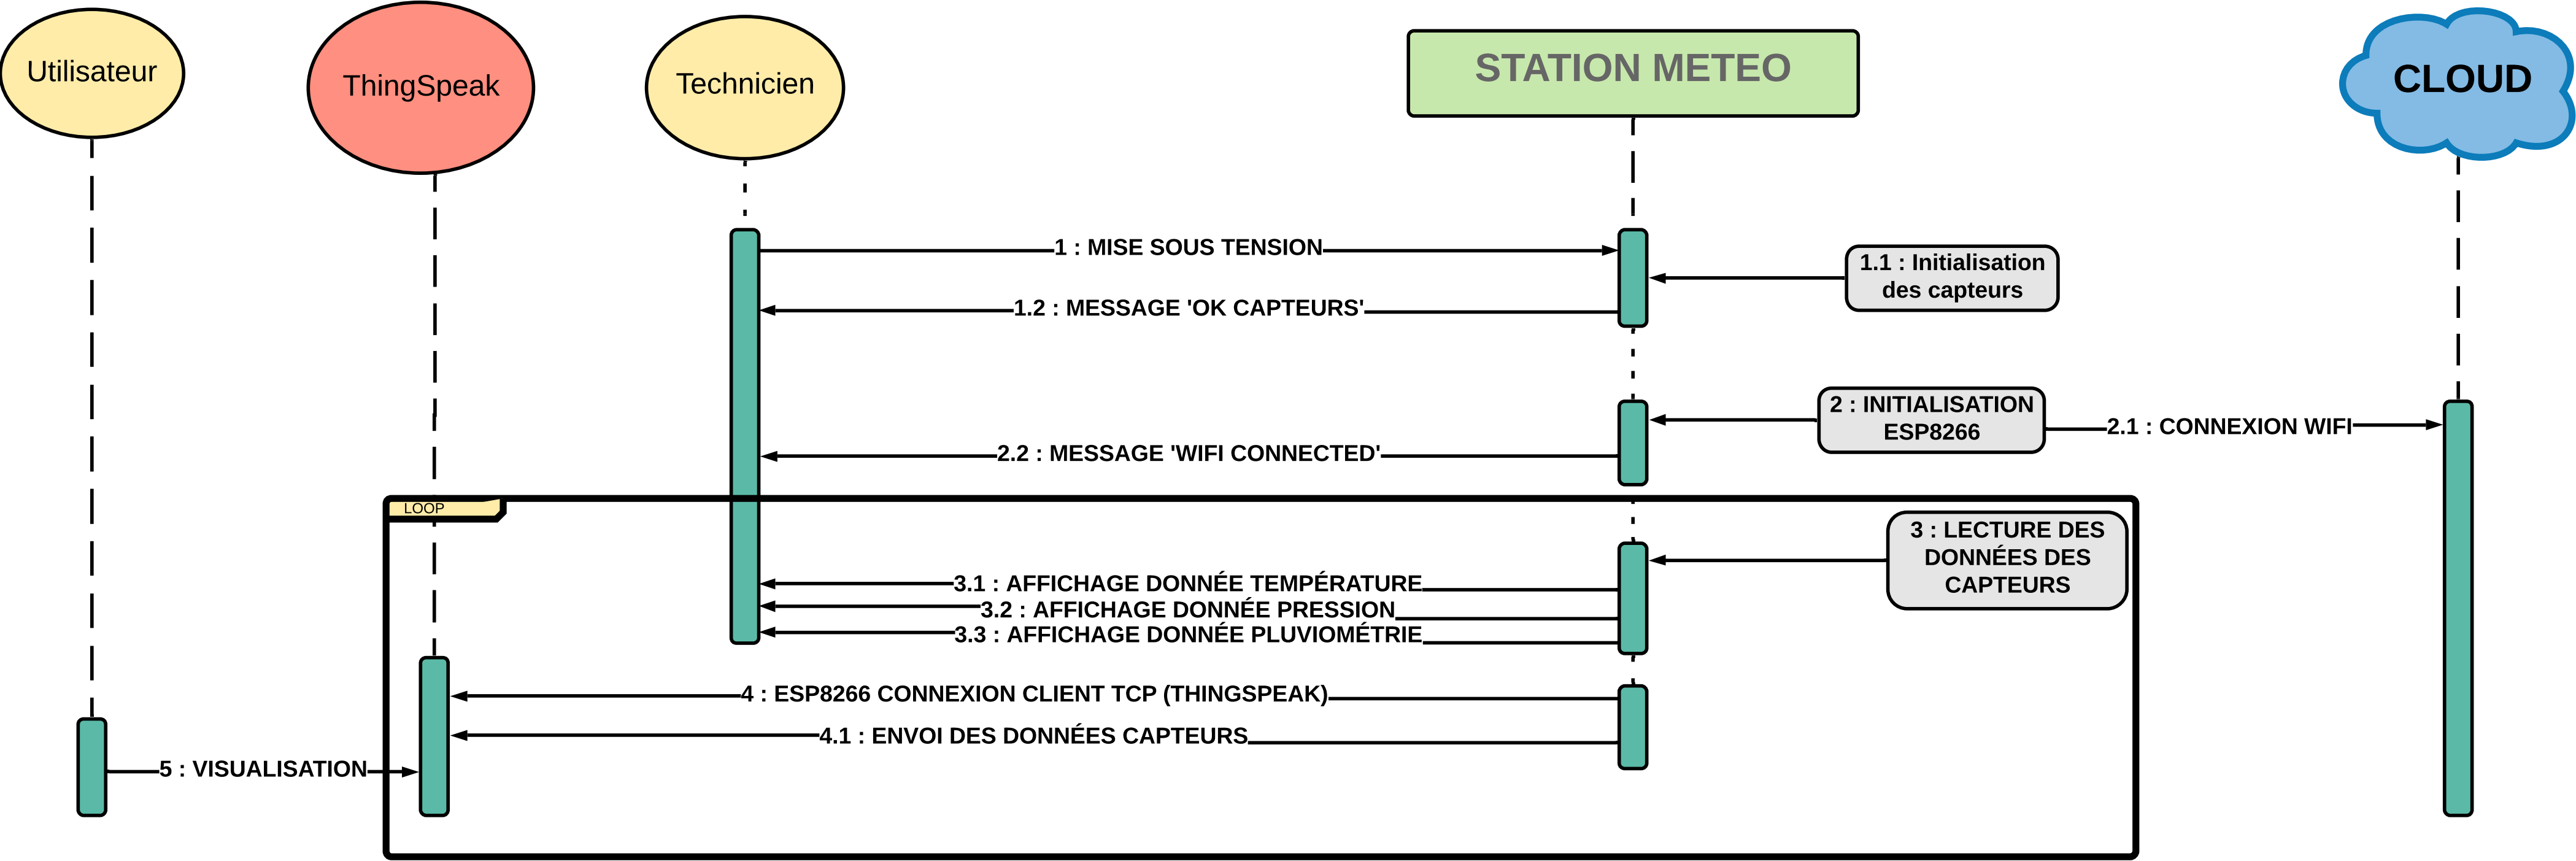 Utilisateur
ThingSpeak
Technicien
STATION METEO
CLOUD
1 : MISE SOUS TENSION
1.1 : Initialisation
des capteurs
1.2 : MESSAGE 'OK CAPTEURS'
2 : INITIALISATION
ESP8266
2.1 : CONNEXION WIFI
2.2 : MESSAGE 'WIFI CONNECTED'
LOOP
3 : LECTURE DES
DONNÉES DES
CAPTEURS
3.1 : AFFICHAGE DONNÉE TEMPÉRATURE
3.2 : AFFICHAGE DONNÉE PRESSION
3.3 : AFFICHAGE DONNÉE PLUVIOMÉTRIE
4 : ESP8266 CONNEXION CLIENT TCP (THINGSPEAK)
4.1 : ENVOI DES DONNÉES CAPTEURS
5 : VISUALISATION